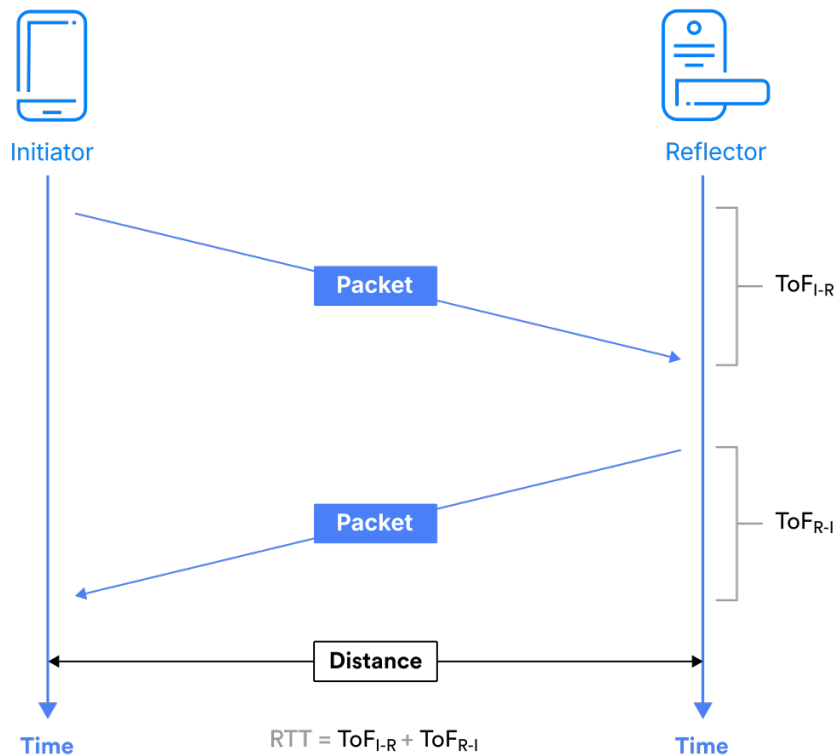 Initiator
Reflector
Packet
ToF_I-R
Packet
ToF_R-I
Distance
Time
RTT = ToF_I-R + ToF_R-I
Time